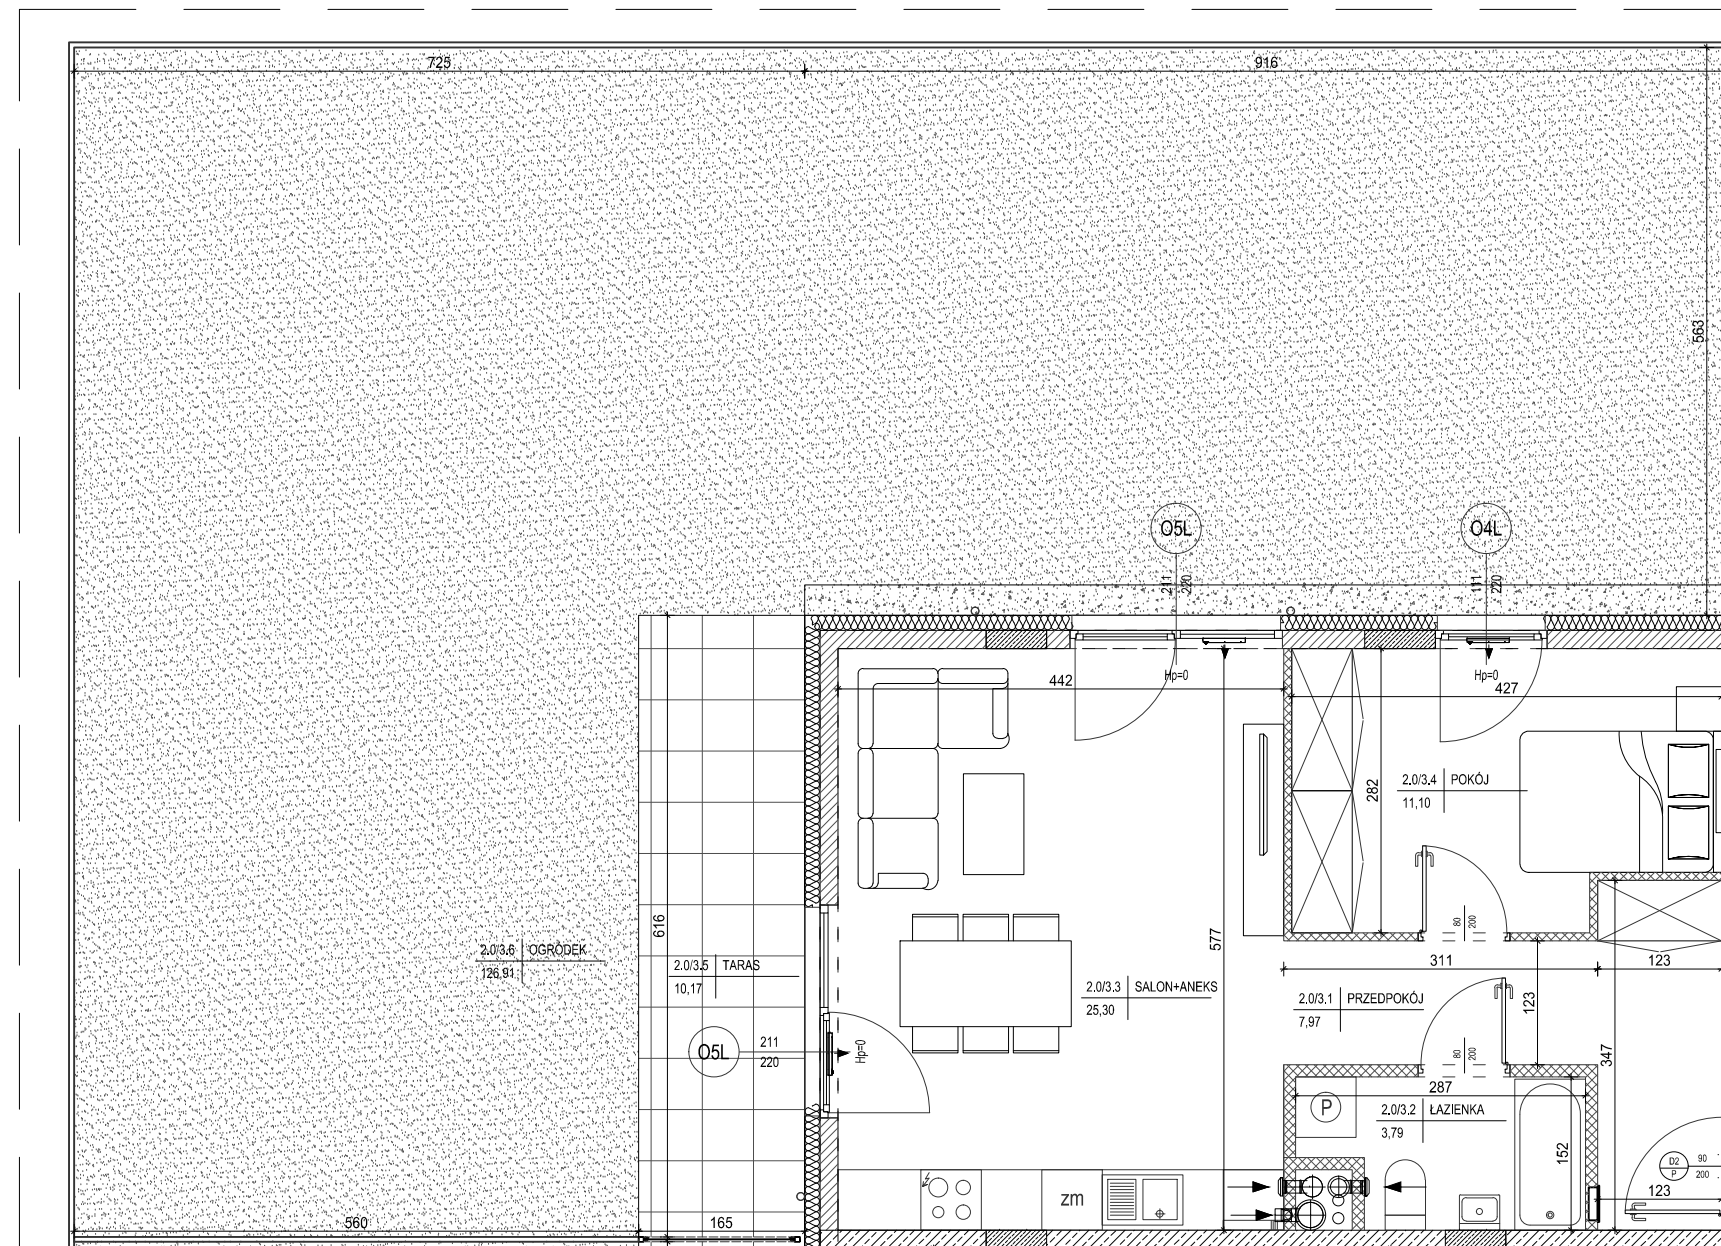 725
916
563
O5L
O4L
211
220
111
220
Hp=0
Hp=0
442
427
282
2.0/3.4 POKÓJ
11,10
80
200
616
577
2.0/3.6 OGRÓDEK
126,91
2.0/3.5 TARAS
10,17
311
123
2.0/3.3 SALON+ANEKS
25,30
2.0/3.1 PRZEDPOKÓJ
7,97
123
O5L
211
220
Hp=0
80
200
347
287
P
2.0/3.2 ŁAZIENKA
3,79
152
D2
P
90
200
123
zm
560
165